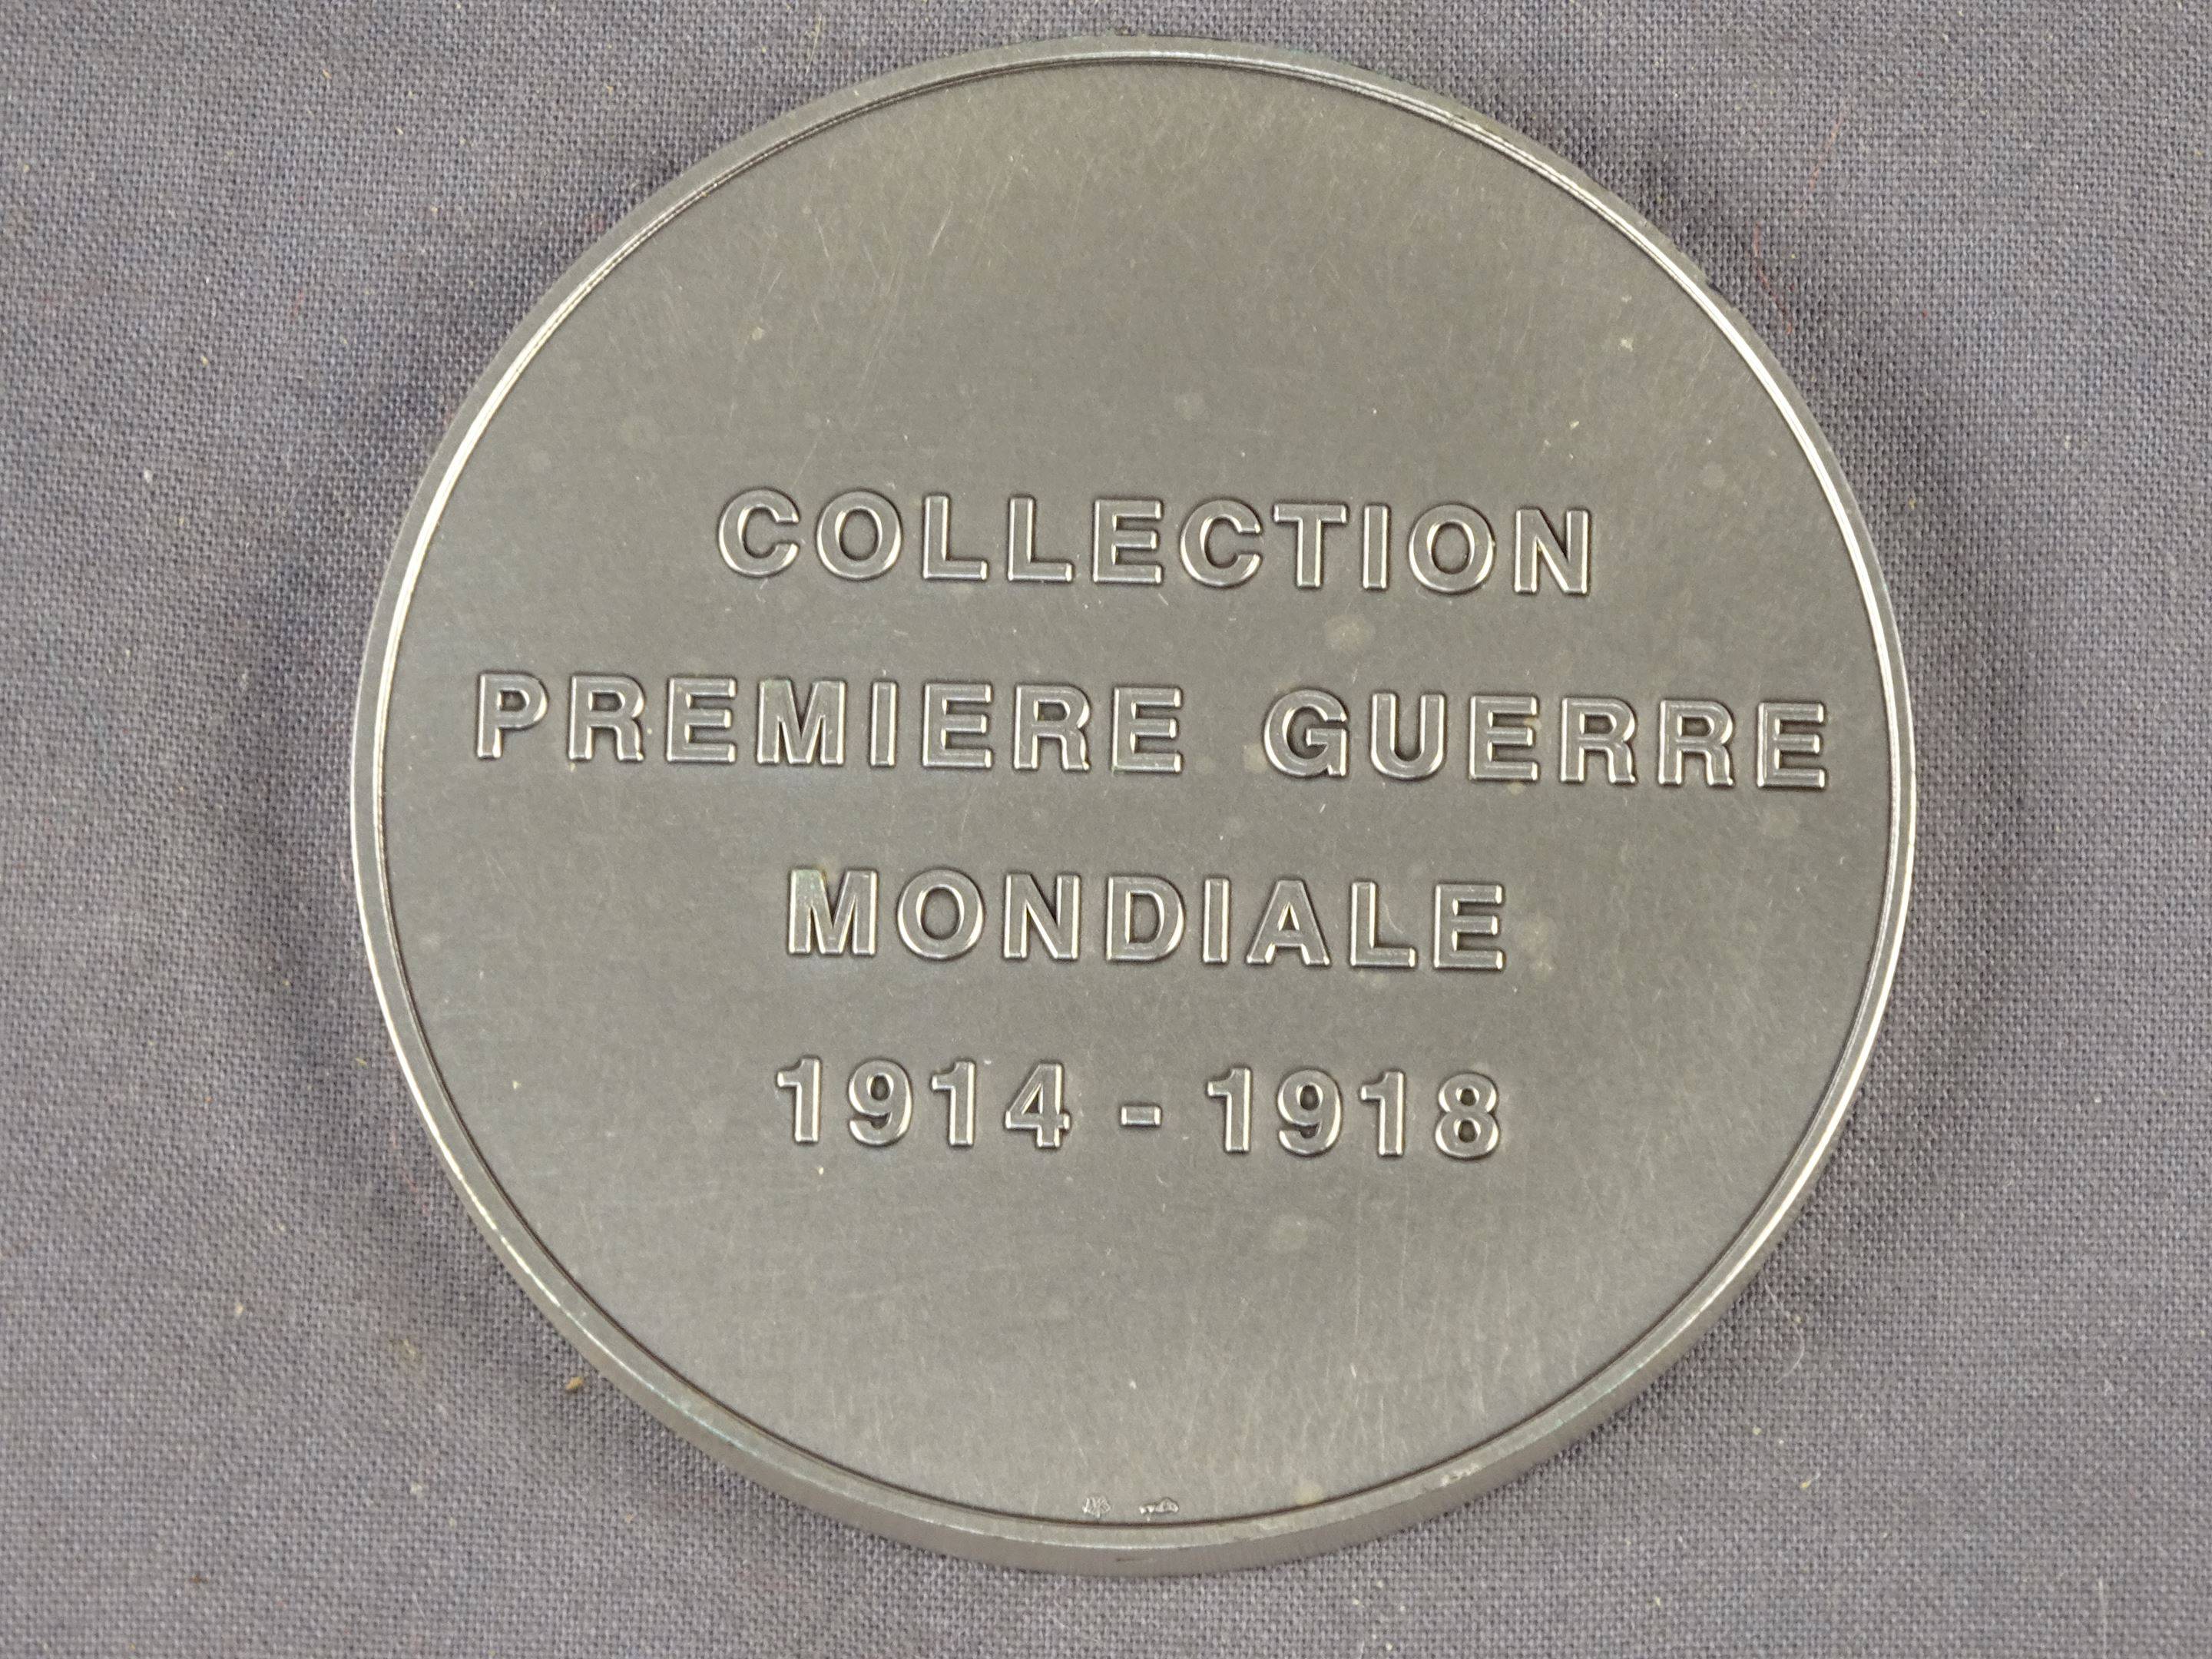 COLLECTION
PREMIERE GUERRE
MONDIALE
1914 - 1918